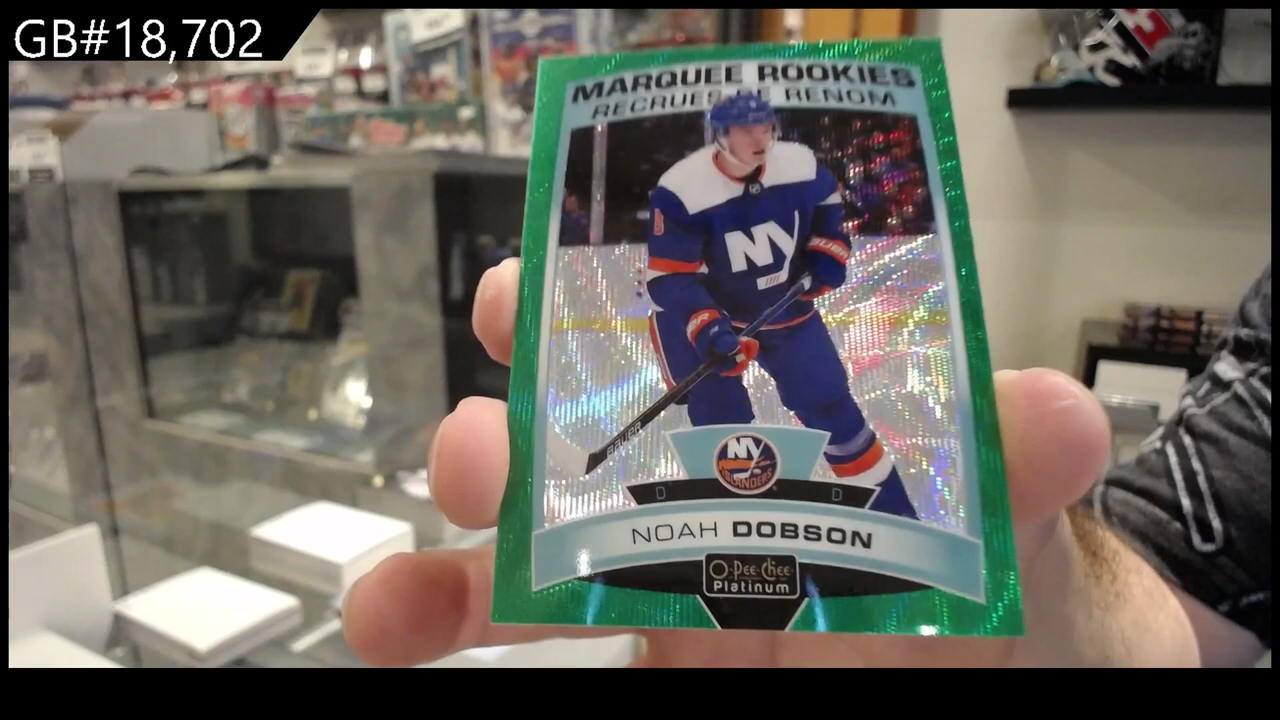 GB#18,702
MARQUEE ROOKIES
RECRUES DE RENOM
NY
BAUER
NY
ISLANDERS
D D
NOAH DOBSON
O-Pee-Chee
Platinum